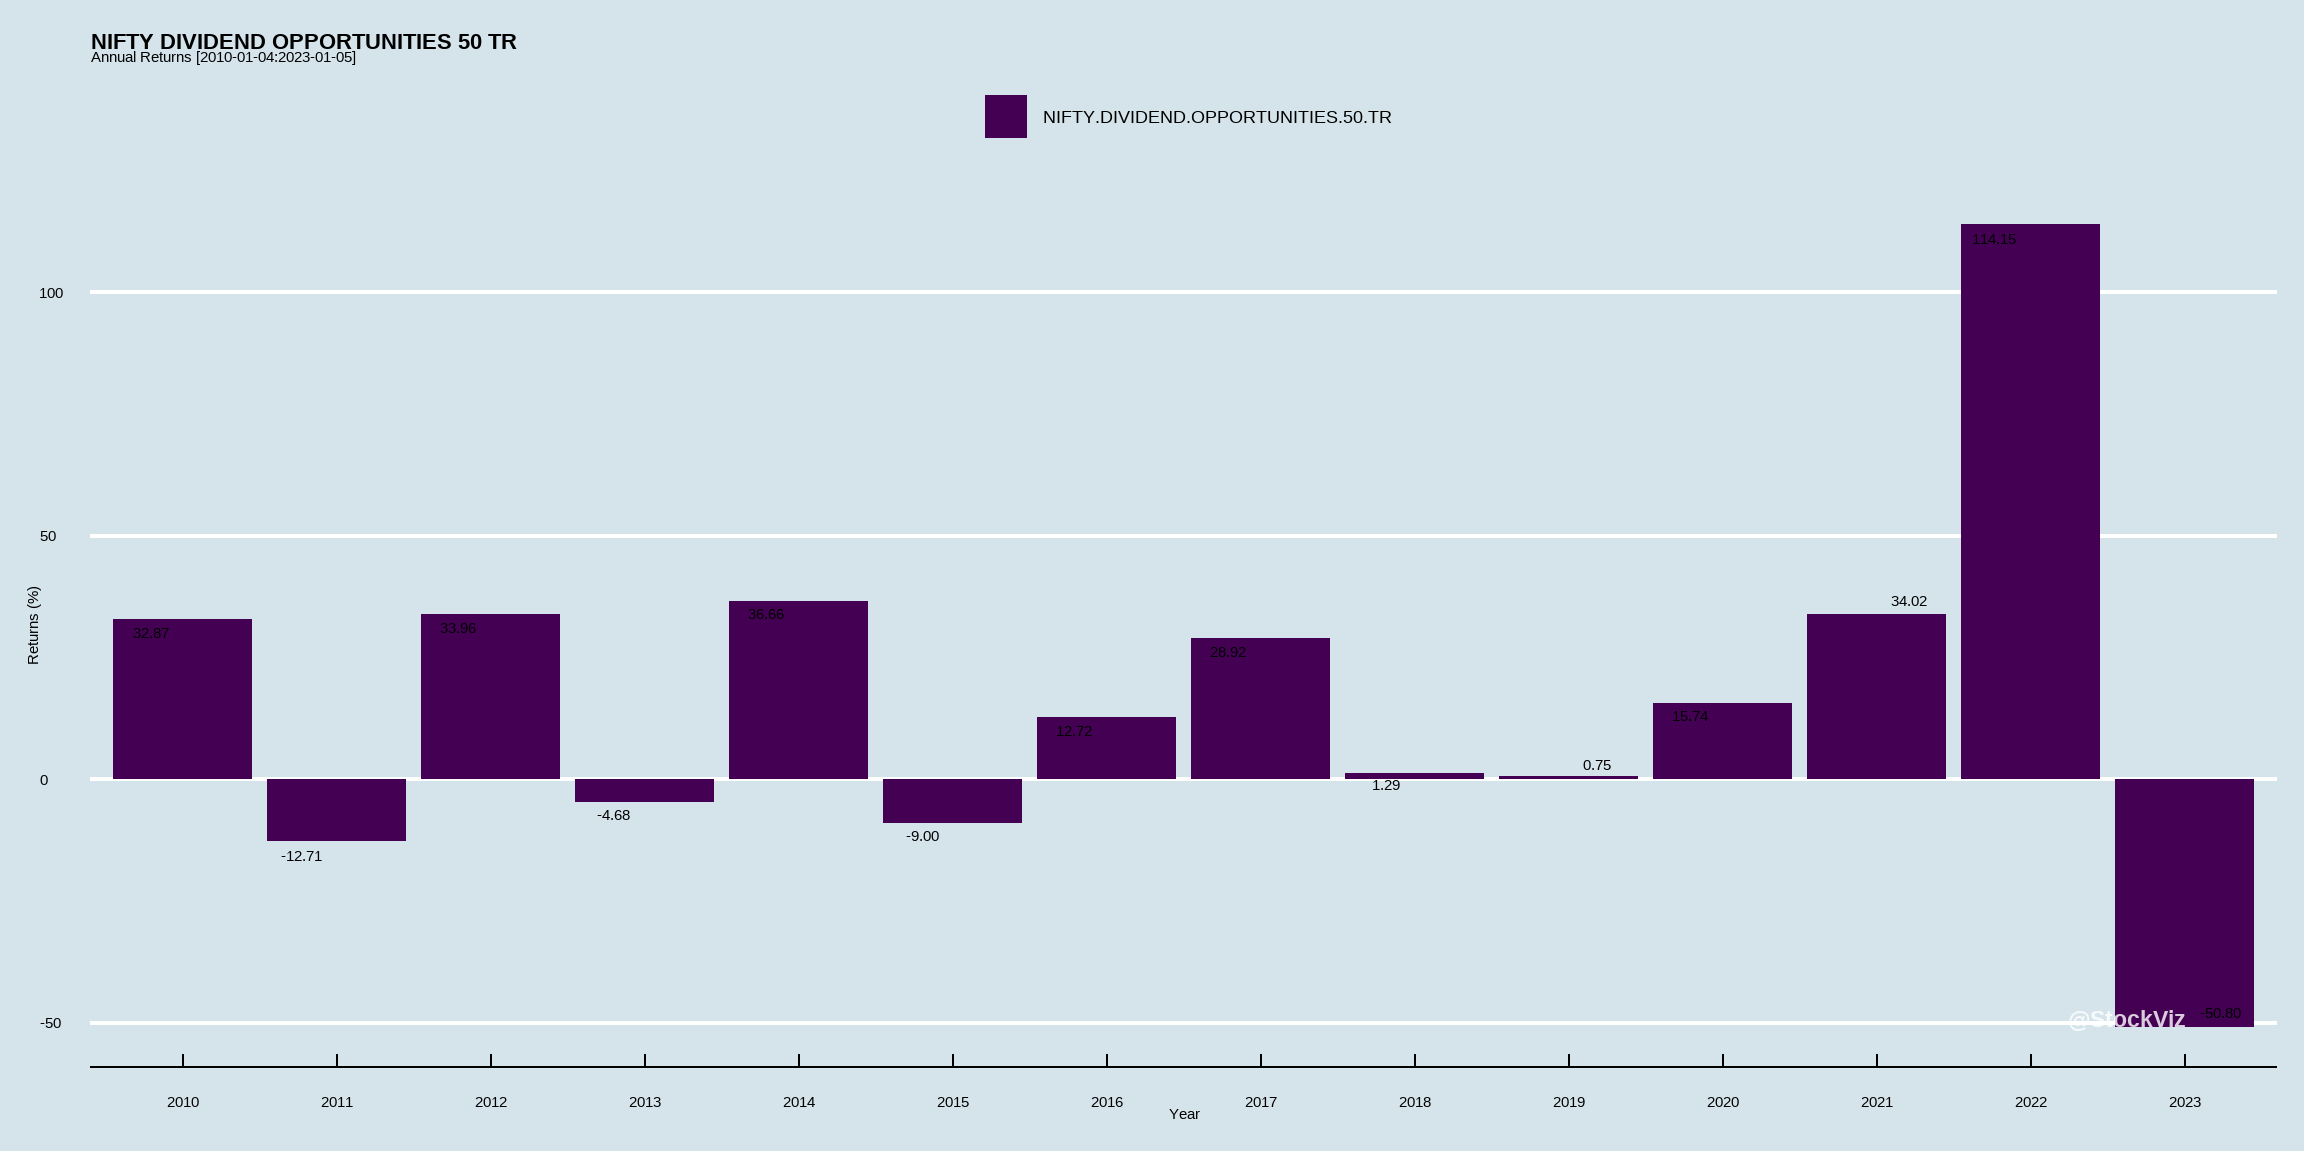 NIFTY DIVIDEND OPPORTUNITIES 50 TR
Annual Returns [2010-01-04:2023-01-05]
NIFTY.DIVIDEND.OPPORTUNITIES.50.TR
Returns (%)
100
50
0
-50
32.87
-12.71
33.96
-4.68
36.66
-9.00
12.72
28.92
1.29
0.75
15.74
34.02
114.15
-50.80
@StockViz
2010 2011 2012 2013 2014 2015 2016 2017 2018 2019 2020 2021 2022 2023
Year